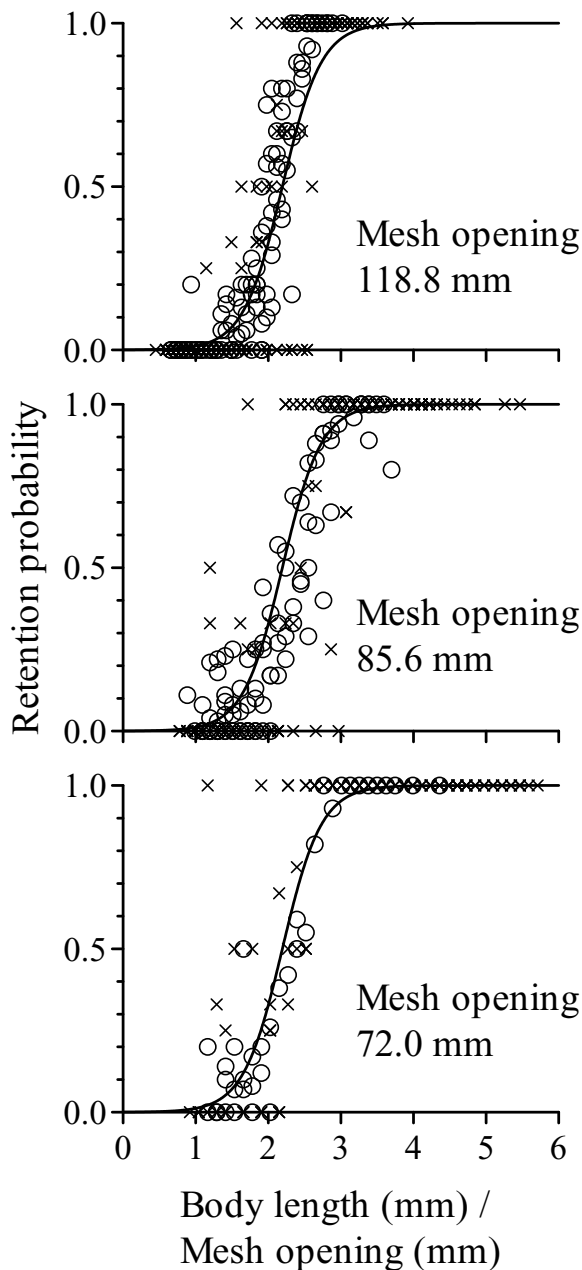 1.0
0.5
0.0
Mesh opening
118.8 mm
1.0
0.5
0.0
Mesh opening
85.6 mm
Retention probability
1.0
0.5
0.0
Mesh opening
72.0 mm
0 1 2 3 4 5 6
Body length (mm) /
Mesh opening (mm)